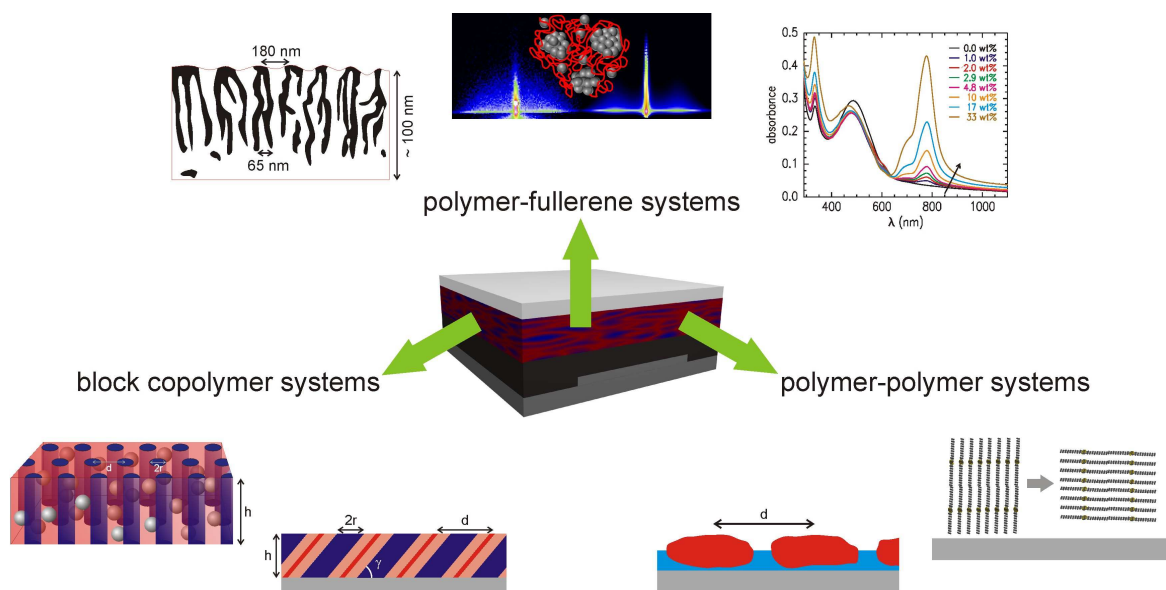 180 nm
~ 100 nm
65 nm
0.5
0.4
0.3
0.2
0.1
0.0
absorbance
0.0 wt%
1.0 wt%
2.0 wt%
2.9 wt%
4.8 wt%
10 wt%
17 wt%
33 wt%
400
600
800
1000
λ (nm)
polymer-fullerene systems
block copolymer systems
polymer-polymer systems
d
2r
h
2r
d
h
γ
d